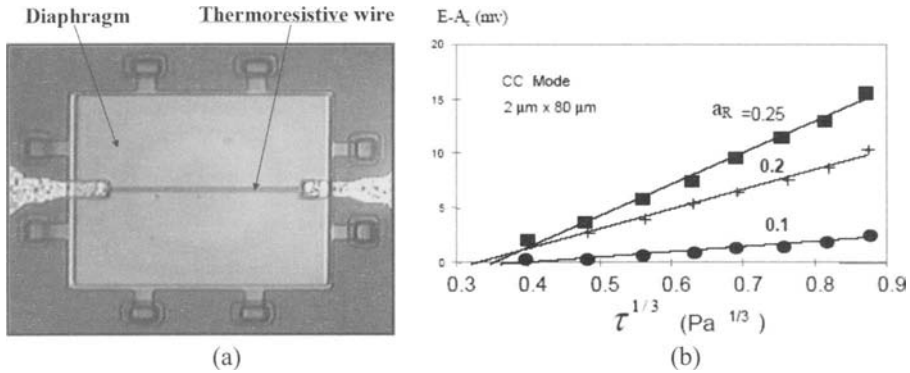 Diaphragm
Thermoresistive wire
(a)
E-Aτ (mv)
20
15
10
5
0
CC Mode
2 μm x 80 μm
aR =0.25
0.2
0.1
0.3 0.4 0.5 0.6 0.7 0.8 0.9
τ 1/3 (Pa 1/3 )
(b)